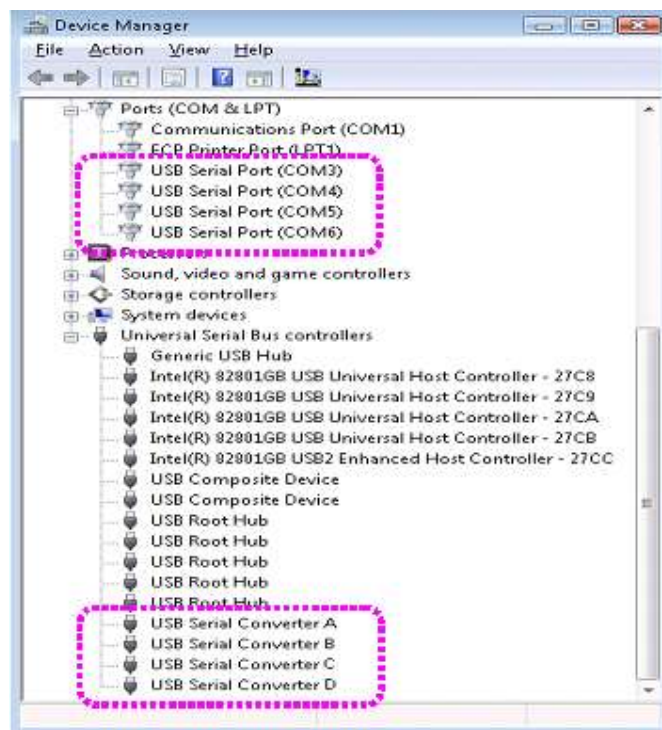 Device Manager
File Action View Help
Ports (COM & LPT)
Communications Port (COM1)
ECP Printer Port (LPT1)
USB Serial Port (COM3)
USB Serial Port (COM4)
USB Serial Port (COM5)
USB Serial Port (COM6)
Processors
Sound, video and game controllers
Storage controllers
System devices
Universal Serial Bus controllers
Generic USB Hub
Intel(R) 82801GB USB Universal Host Controller - 27C8
Intel(R) 82801GB USB Universal Host Controller - 27C9
Intel(R) 82801GB USB Universal Host Controller - 27CA
Intel(R) 82801GB USB Universal Host Controller - 27CB
Intel(R) 82801GB USB2 Enhanced Host Controller - 27CC
USB Composite Device
USB Composite Device
USB Root Hub
USB Root Hub
USB Root Hub
USB Root Hub
USB Root Hub
USB Serial Converter A
USB Serial Converter B
USB Serial Converter C
USB Serial Converter D